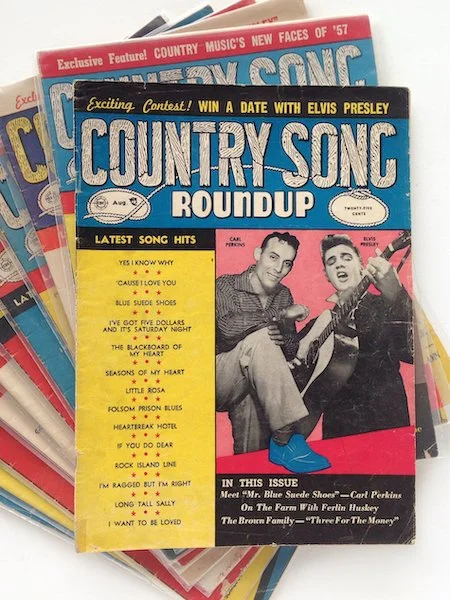 Exclusive Feature! COUNTRY MUSIC'S NEW FACES OF '57
COUNTRY SONG
Exciting Contest! WIN A DATE WITH ELVIS PRESLEY
COUNTRY SONG
ROUNDUP
Aug.
TWENTY-FIVE
CENTS
LATEST SONG HITS
YES I KNOW WHY
'CAUSE I LOVE YOU
BLUE SUEDE SHOES
I'VE GOT FIVE DOLLARS
AND IT'S SATURDAY NIGHT
THE BLACKBOARD OF
MY HEART
SEASONS OF MY HEART
LITTLE ROSA
FOLSOM PRISON BLUES
HEARTBREAK HOTEL
IF YOU DO DEAR
ROCK ISLAND LINE
I'M RAGGED BUT I'M RIGHT
LONG TALL SALLY
I WANT TO BE LOVED
CARL
PERKINS
ELVIS
PRESLEY
IN THIS ISSUE
Meet "Mr. Blue Suede Shoes"—Carl Perkins
On The Farm With Ferlin Huskey
The Brown Family—"Three For The Money"